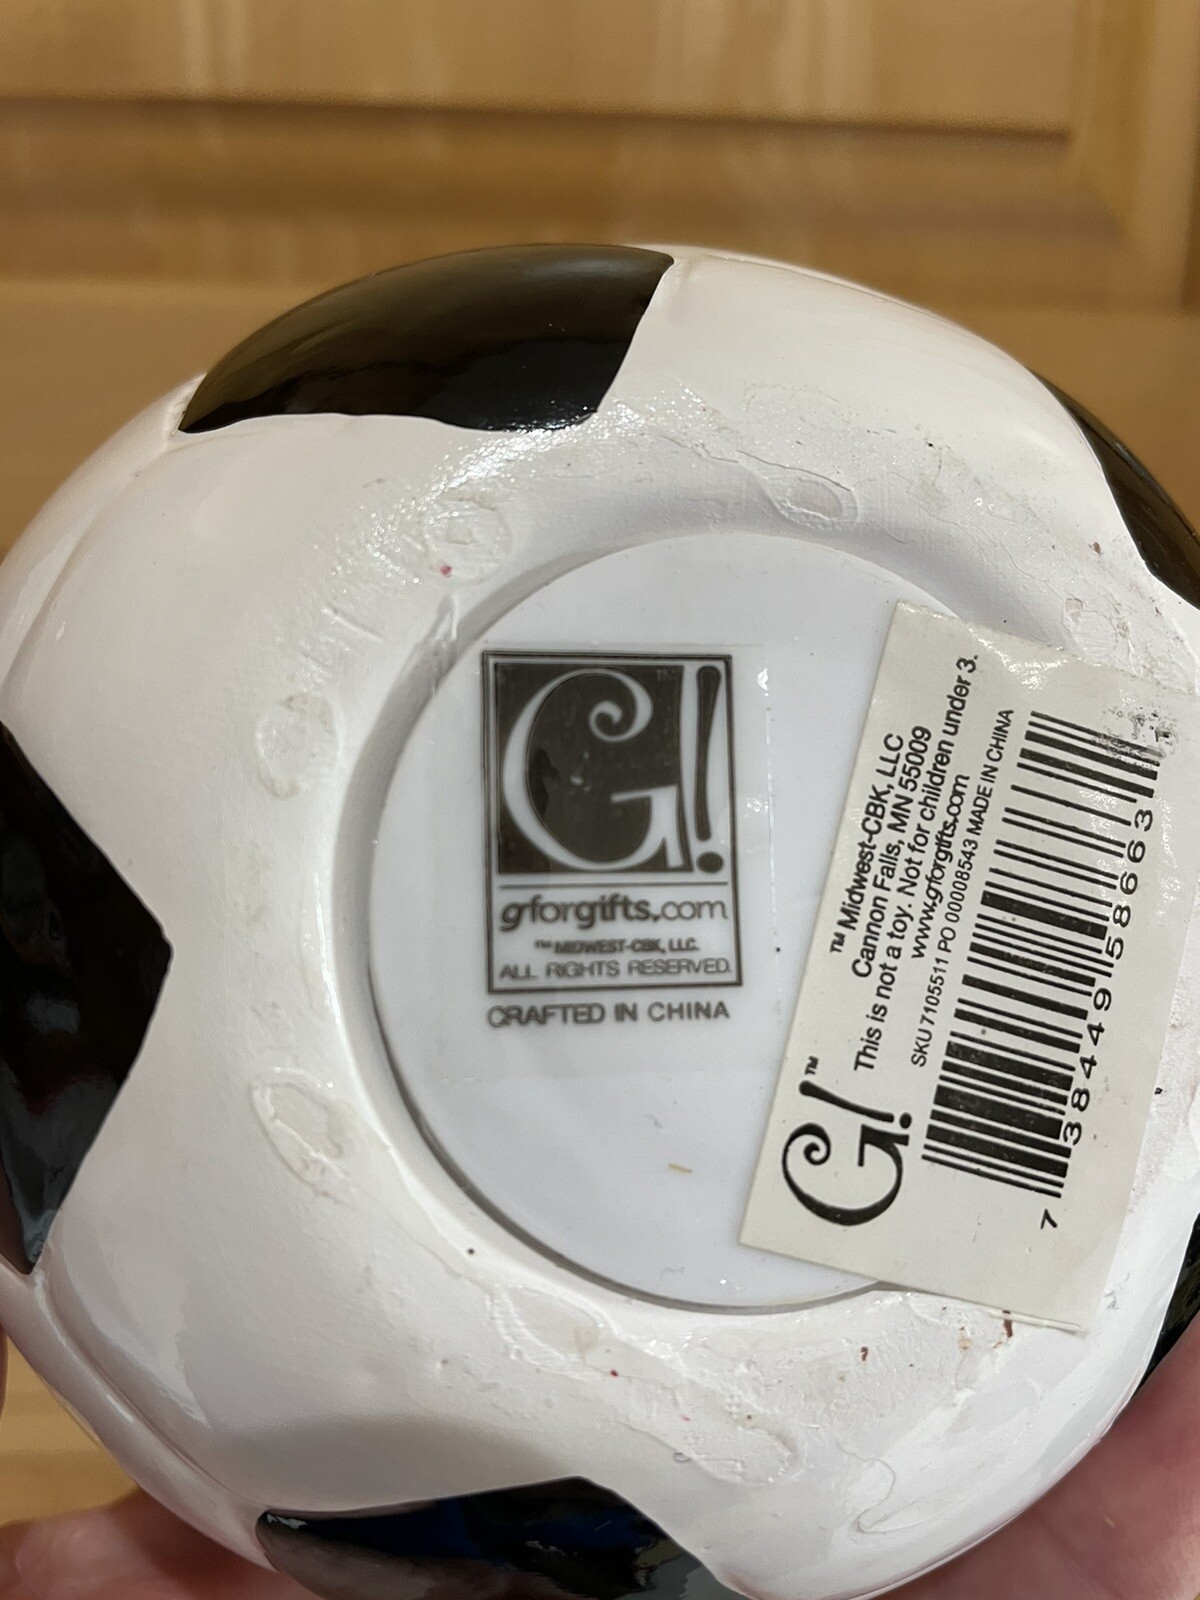 G!™
gforgifts.com
™ MIDWEST-CBK, LLC.
ALL RIGHTS RESERVED.
CRAFTED IN CHINA
G!™
™ Midwest-CBK, LLC
Cannon Falls, MN 55009
This is not a toy. Not for children under 3.
www.gforgifts.com
SKU 7105511 PO 00008543 MADE IN CHINA
7 38449 58663